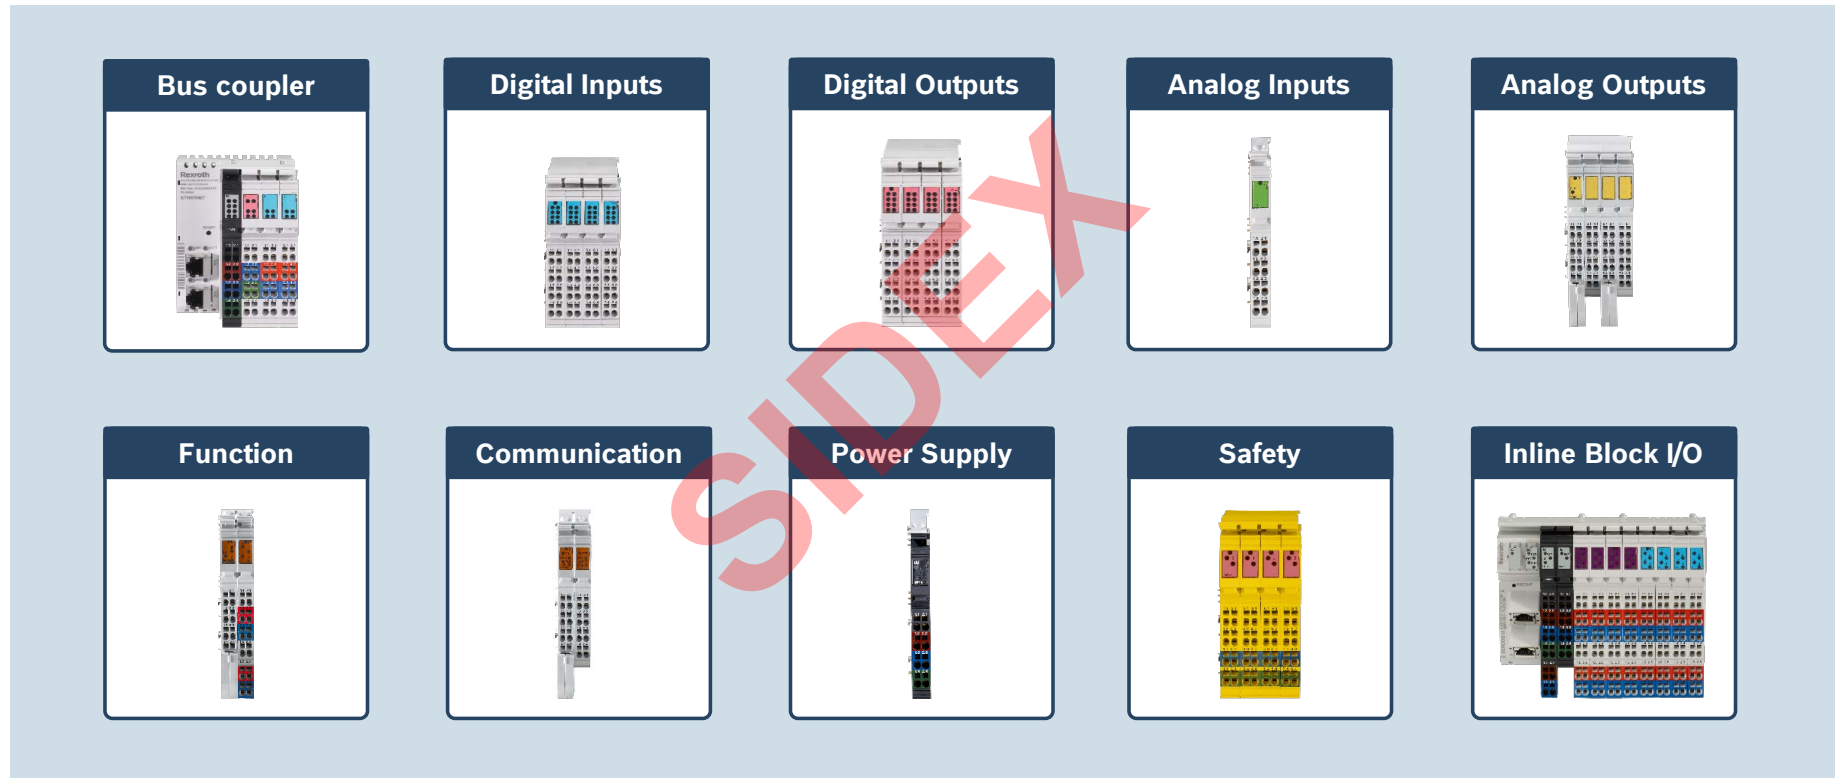 Bus coupler
Digital Inputs
Digital Outputs
Analog Inputs
Analog Outputs
Rexroth
Function
Communication
Power Supply
Safety
Inline Block I/O
SIDEX